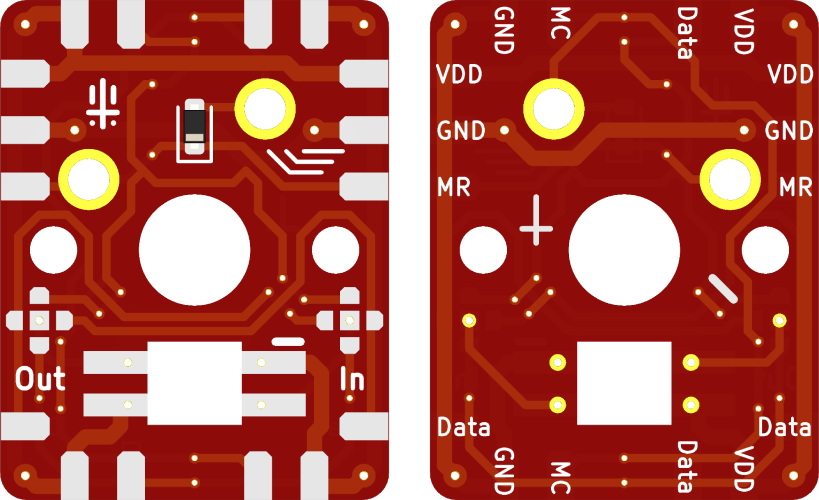 Out
In
GND
MC
Data
VDD
VDD
VDD
GND
GND
MR
MR
Data
Data
GND
MC
Data
VDD